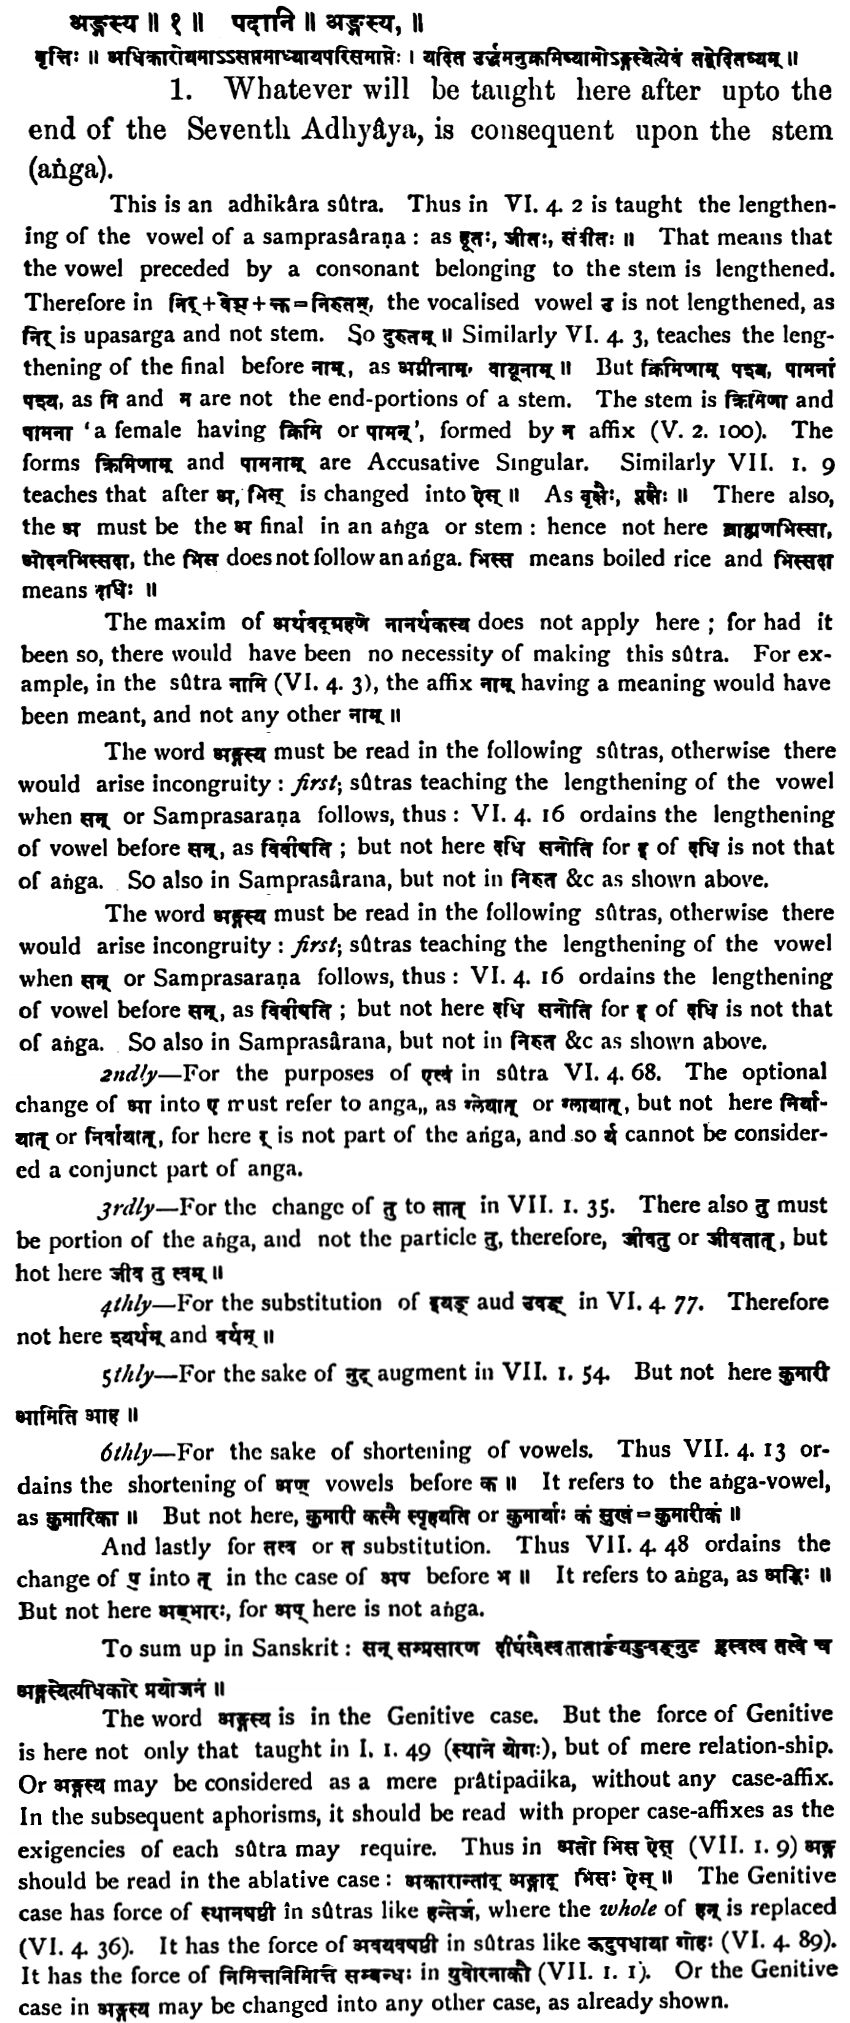 अङ्गस्य ॥ १ ॥ पदानि ॥ अङ्गस्य, ॥
वृत्तिः ॥ अधिकारोयमाऽऽसप्तमाध्यायपरिसमाप्तेः । यदित ऊर्द्धमनुक्रमिष्यामोऽङ्गस्येत्येवं तद्वेदितव्यम् ॥
1. Whatever will be taught here after upto the
end of the Seventh Adhyâya, is consequent upon the stem
(aṅga).
This is an adhikâra sûtra. Thus in VI. 4. 2 is taught the lengthen-
ing of the vowel of a samprasâraṇa : as हूतः, जीतः, संवीतः ॥ That means that
the vowel preceded by a consonant belonging to the stem is lengthened.
Therefore in निर् + वेञ् + क्त = निरुतम्, the vocalised vowel उ is not lengthened, as
निर् is upasarga and not stem. So दुरुतम् ॥ Similarly VI. 4. 3, teaches the leng-
thening of the final before नाम्, as अग्नीनाम्, वायूनाम् ॥ But क्रिमिणाम् पश्य, पामनां
पश्य, as मि and म are not the end-portions of a stem. The stem is क्रिमिणा and
पामना 'a female having क्रिमि or पामन्', formed by न affix (V. 2. 100). The
forms क्रिमिणाम् and पामनाम् are Accusative Singular. Similarly VII. 1. 9
teaches that after अ, भिस् is changed into ऐस् ॥ As वृक्षैः, प्लक्षैः ॥ There also,
the अ must be the अ final in an aṅga or stem : hence not here ब्राह्मणभिस्सा,
ओदनभिस्सदा, the भिस does not follow an aṅga. भिस्स means boiled rice and भिस्सदा
means दधिः ॥
The maxim of अर्थवद्ग्रहणे नानर्थकस्य does not apply here ; for had it
been so, there would have been no necessity of making this sûtra. For ex-
ample, in the sûtra नामि (VI. 4. 3), the affix नाम् having a meaning would have
been meant, and not any other नाम् ॥
The word अङ्गस्य must be read in the following sûtras, otherwise there
would arise incongruity : first; sûtras teaching the lengthening of the vowel
when सन् or Samprasaraṇa follows, thus : VI. 4. 16 ordains the lengthening
of vowel before सन्, as विवीषति ; but not here दधि सनोति for इ of दधि is not that
of aṅga. So also in Samprasârana, but not in निरुत &c as shown above.
The word अङ्गस्य must be read in the following sûtras, otherwise there
would arise incongruity : first; sûtras teaching the lengthening of the vowel
when सन् or Samprasaraṇa follows, thus : VI. 4. 16 ordains the lengthening
of vowel before सन्, as विवीषति ; but not here दधि सनोति for इ of दधि is not that
of aṅga. So also in Samprasârana, but not in निरुत &c as shown above.
2ndly—For the purposes of एत्वं in sûtra VI. 4. 68. The optional
change of आ into ए must refer to anga,, as ग्लेयात् or ग्लायात्, but not here निर्या-
यात् or निर्वायात्, for here र् is not part of the aṅga, and so र्य cannot be consider-
ed a conjunct part of anga.
3rdly—For the change of तु to तात् in VII. 1. 35. There also तु must
be portion of the aṅga, and not the particle तु, therefore, जीवतु or जीवतात्, but
hot here जीव तु त्वम् ॥
4thly—For the substitution of इयङ् aud उवङ् in VI. 4. 77. Therefore
not here इयर्थम् and वर्यम् ॥
5thly—For the sake of नुट् augment in VII. 1. 54. But not here कुमारी
आमिति आह ॥
6thly—For the sake of shortening of vowels. Thus VII. 4. 13 or-
dains the shortening of अण् vowels before क ॥ It refers to the aṅga-vowel,
as कुमारिका ॥ But not here, कुमारी कस्मै स्पृहयति or कुमार्याः कं सुखं = कुमारीकं ॥
And lastly for तत्व or त substitution. Thus VII. 4. 48 ordains the
change of प् into त् in the case of अप before भ ॥ It refers to aṅga, as अद्भिः ॥
But not here अब्भारः, for अप् here is not aṅga.
To sum up in Sanskrit : सन् सम्प्रसारण दीर्घत्वैत्वतातार्ङियङुवङ्नुट ह्रस्वत्व तत्वे च
अङ्गस्येत्यधिकारे प्रयोजनं ॥
The word अङ्गस्य is in the Genitive case. But the force of Genitive
is here not only that taught in I. 1. 49 (स्थाने योगः), but of mere relation-ship.
Or अङ्गस्य may be considered as a mere prâtipadika, without any case-affix.
In the subsequent aphorisms, it should be read with proper case-affixes as the
exigencies of each sûtra may require. Thus in अतो भिस ऐस् (VII. 1. 9) अङ्ग
should be read in the ablative case : अकारान्ताद् अङ्गाद् भिसः ऐस् ॥ The Genitive
case has force of स्थानषष्ठी in sûtras like हन्तेर्ज, where the whole of हन् is replaced
(VI. 4. 36). It has the force of अवयवषष्ठी in sûtras like ऊदुपधाया गोहः (VI. 4. 89).
It has the force of निमित्तनिमित्ति सम्बन्धः in युवोरनाकौ (VII. 1. 1). Or the Genitive
case in अङ्गस्य may be changed into any other case, as already shown.